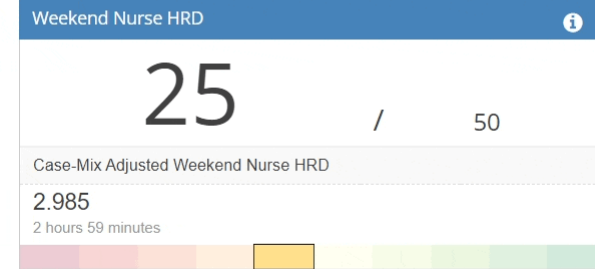 Weekend Nurse HRD
25 / 50
Case-Mix Adjusted Weekend Nurse HRD
2.985
2 hours 59 minutes